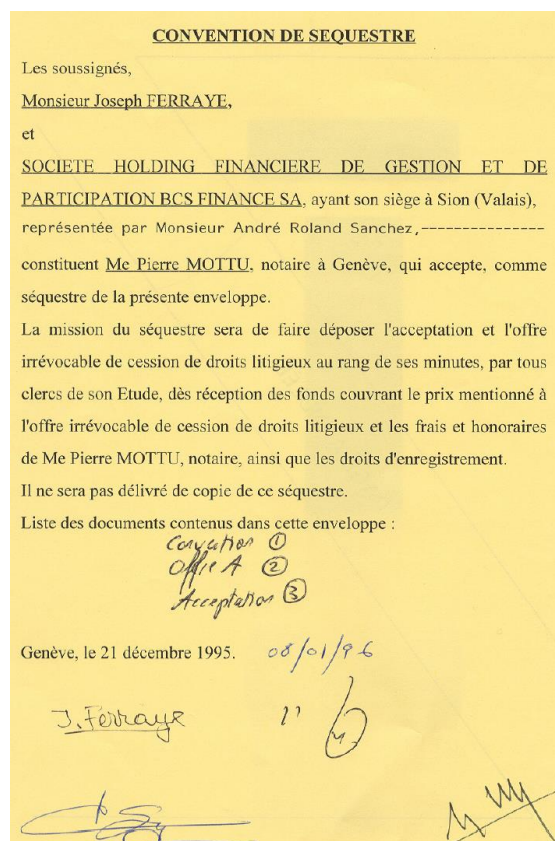 CONVENTION DE SEQUESTRE
Les soussignés,
Monsieur Joseph FERRAYE,
et
SOCIETE HOLDING FINANCIERE DE GESTION ET DE
PARTICIPATION BCS FINANCE SA, ayant son siège à Sion (Valais),
représentée par Monsieur André Roland Sanchez,---------------
constituent Me Pierre MOTTU, notaire à Genève, qui accepte, comme
séquestre de la présente enveloppe.
La mission du séquestre sera de faire déposer l'acceptation et l'offre
irrévocable de cession de droits litigieux au rang de ses minutes, par tous
clercs de son Etude, dès réception des fonds couvrant le prix mentionné à
l'offre irrévocable de cession de droits litigieux et les frais et honoraires
de Me Pierre MOTTU, notaire, ainsi que les droits d'enregistrement.
Il ne sera pas délivré de copie de ce séquestre.
Liste des documents contenus dans cette enveloppe :
Convention ①
Offre A ②
Acceptation ③
Genève, le 21 décembre 1995. 08/01/96
J. Ferraye